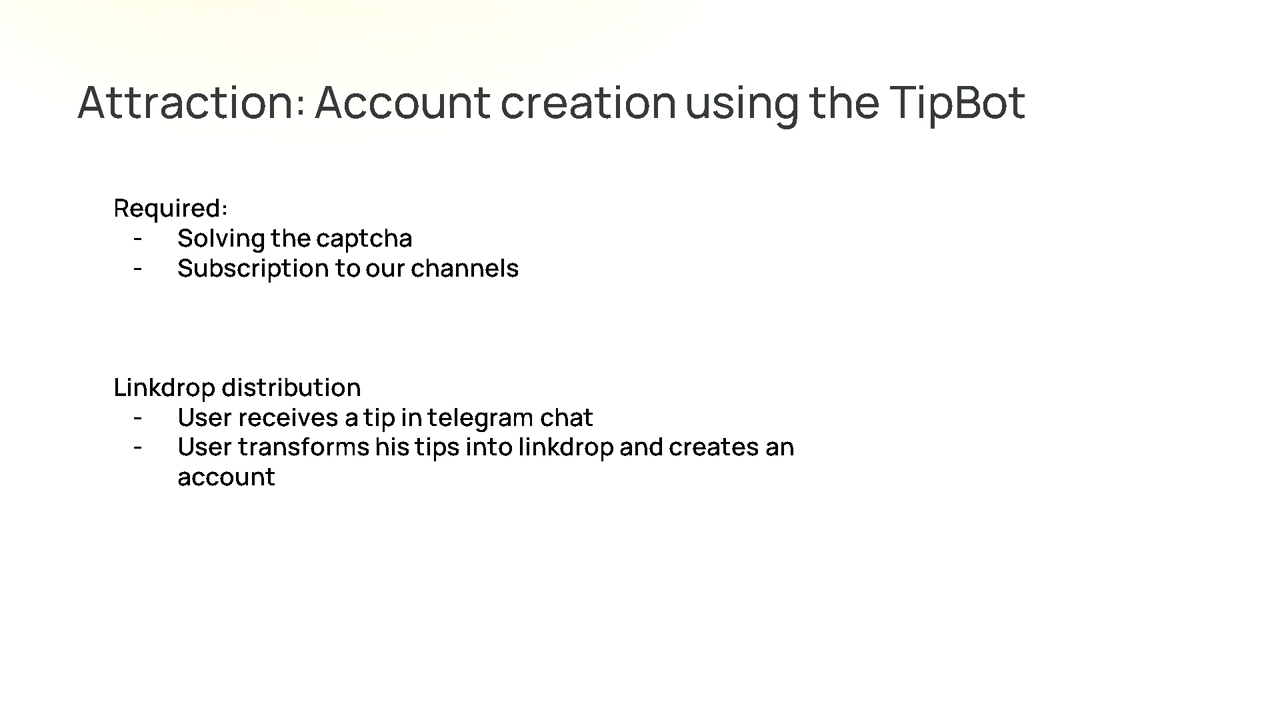 Attraction: Account creation using the TipBot
Required:
- Solving the captcha
- Subscription to our channels
Linkdrop distribution
- User receives a tip in telegram chat
- User transforms his tips into linkdrop and creates an
account